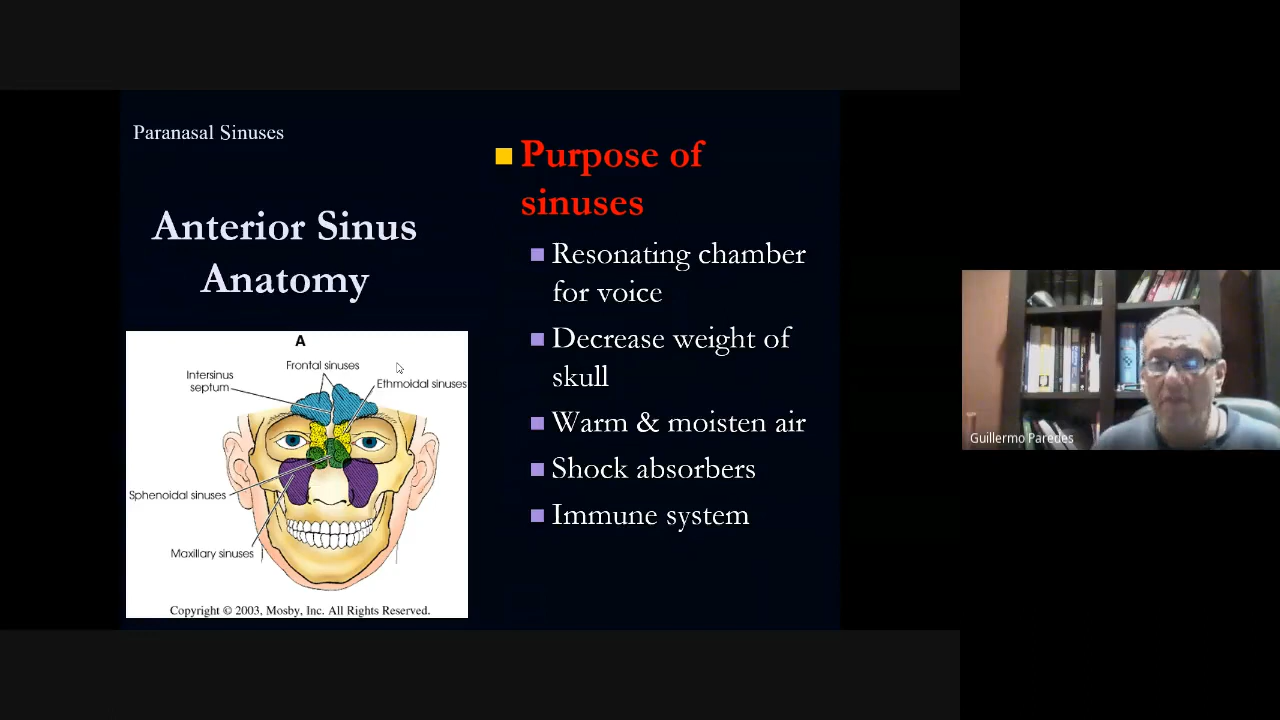 Paranasal Sinuses
Anterior Sinus
Anatomy
A
Frontal sinuses
Intersinus
septum
Ethmoidal sinuses
Sphenoidal sinuses
Maxillary sinuses
Copyright © 2003, Mosby, Inc. All Rights Reserved.
Purpose of
sinuses
Resonating chamber
for voice
Decrease weight of
skull
Warm & moisten air
Shock absorbers
Immune system
Guillermo Paredes